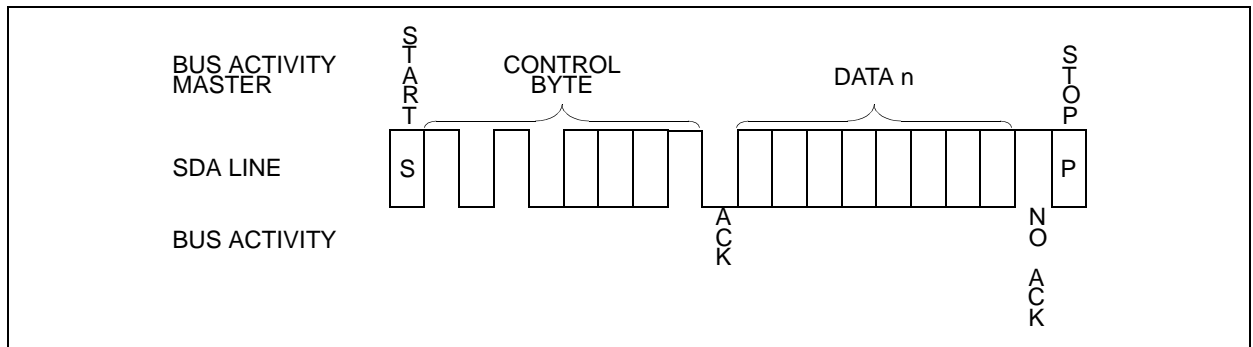 BUS ACTIVITY
MASTER
START
CONTROL
BYTE
DATA n
STOP
SDA LINE
S
P
BUS ACTIVITY
ACK
NO ACK